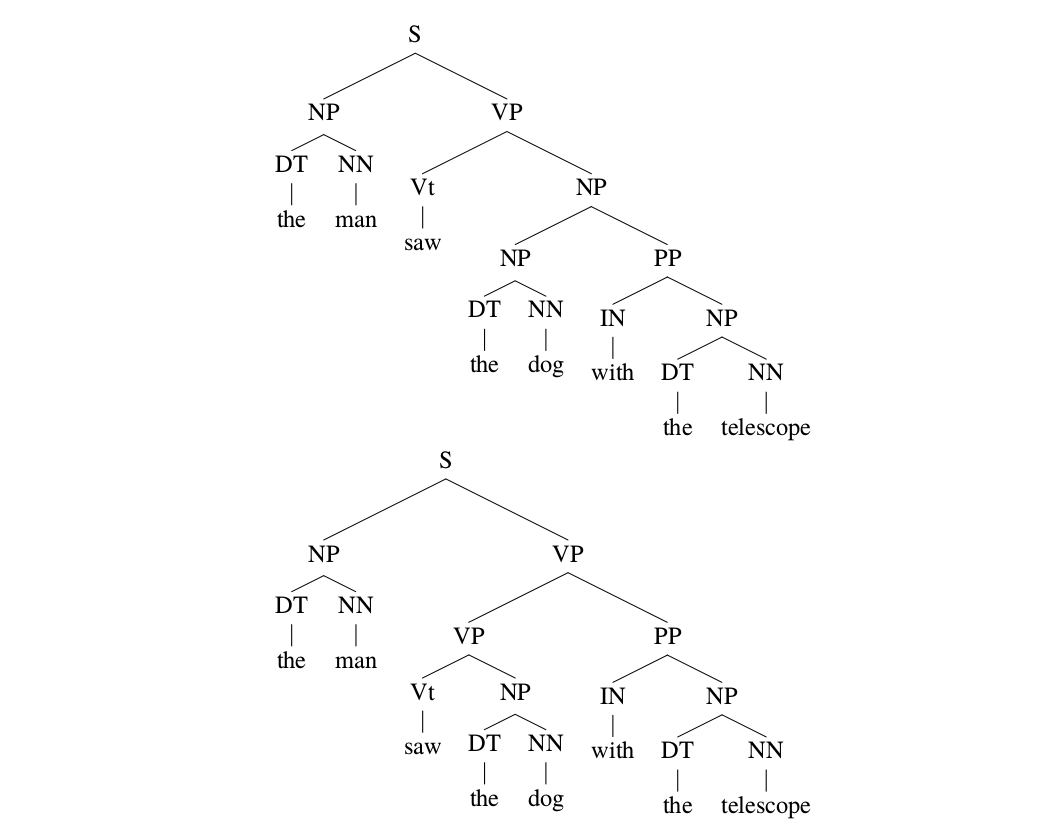 S
NP VP
DT NN Vt NP
the man saw NP PP
DT NN IN NP
the dog with DT NN
the telescope
S
NP VP
DT NN VP PP
the man Vt NP IN NP
saw DT NN with DT NN
the dog the telescope